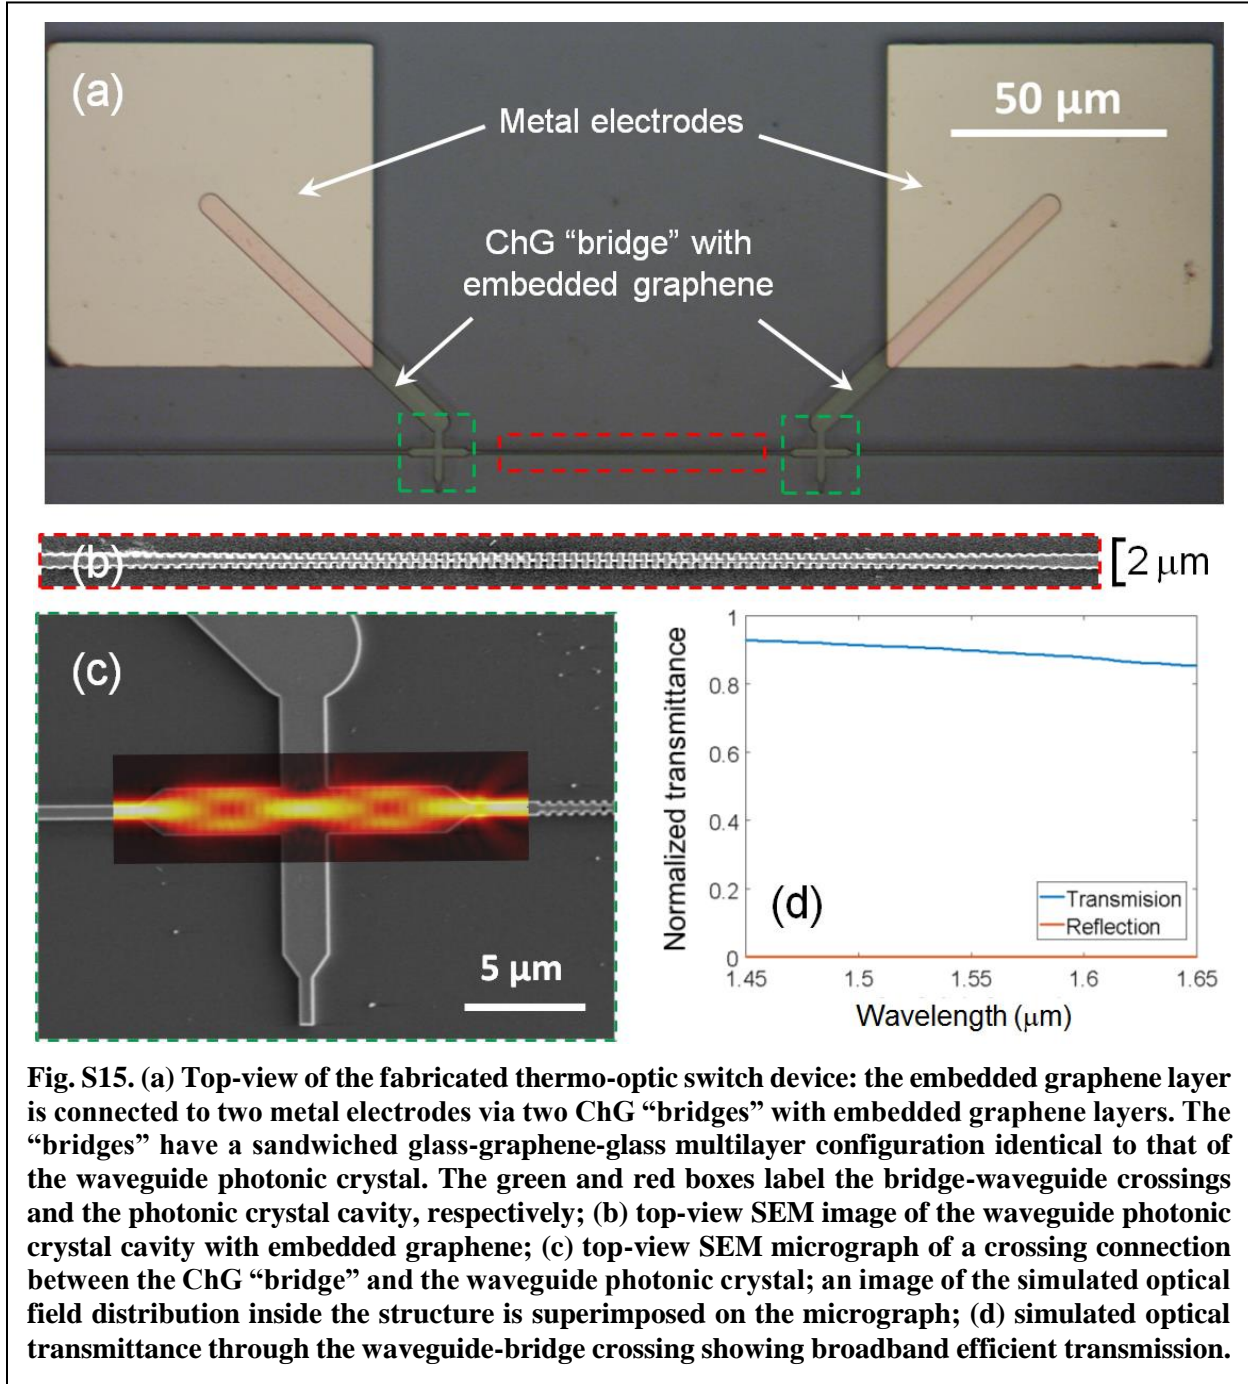 (a)
Metal electrodes
50 μm
ChG “bridge” with
embedded graphene
(b)
2 μm
(c)
5 μm
Normalized transmittance
1
0.8
0.6
0.4
0.2
0
(d)
Transmision
Reflection
1.45
1.5
1.55
1.6
1.65
Wavelength (μm)
Fig. S15. (a) Top-view of the fabricated thermo-optic switch device: the embedded graphene layer
is connected to two metal electrodes via two ChG “bridges” with embedded graphene layers. The
“bridges” have a sandwiched glass-graphene-glass multilayer configuration identical to that of
the waveguide photonic crystal. The green and red boxes label the bridge-waveguide crossings
and the photonic crystal cavity, respectively; (b) top-view SEM image of the waveguide photonic
crystal cavity with embedded graphene; (c) top-view SEM micrograph of a crossing connection
between the ChG “bridge” and the waveguide photonic crystal; an image of the simulated optical
field distribution inside the structure is superimposed on the micrograph; (d) simulated optical
transmittance through the waveguide-bridge crossing showing broadband efficient transmission.